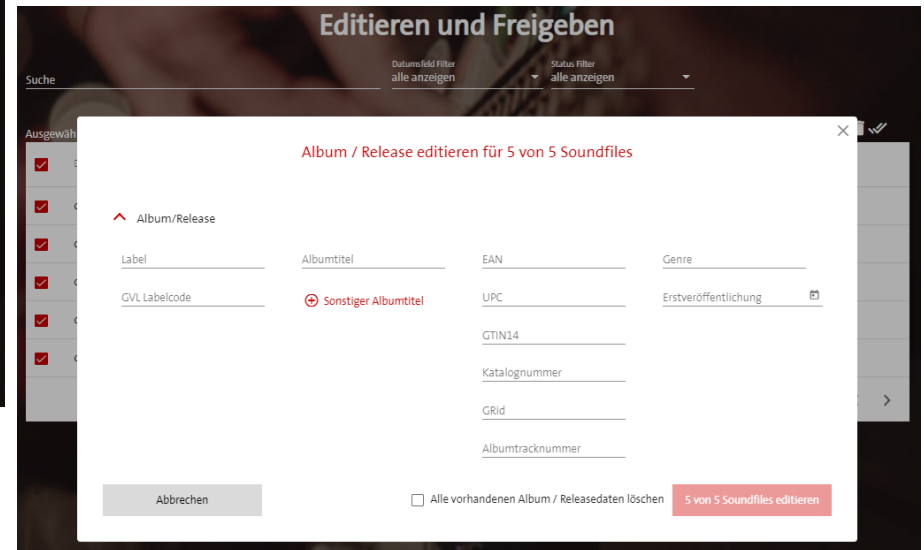 Editieren und Freigeben
Datumsfeld Filter
Status Filter
Suche
alle anzeigen
alle anzeigen
Ausgewäh
Album / Release editieren für 5 von 5 Soundfiles
Album/Release
Label
Albumtitel
EAN
Genre
GVL Labelcode
Sonstiger Albumtitel
UPC
Erstveröffentlichung
GTIN14
Katalognummer
GRid
Albumtracknummer
Abbrechen
Alle vorhandenen Album / Releasedaten löschen
5 von 5 Soundfiles editieren